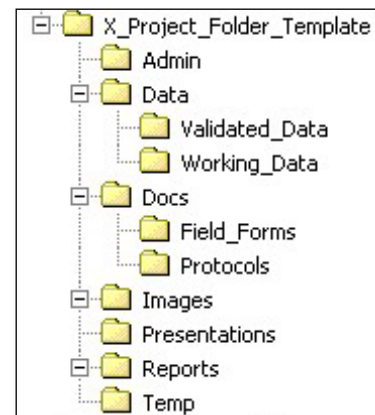 X_Project_Folder_Template
Admin
Data
Validated_Data
Working_Data
Docs
Field_Forms
Protocols
Images
Presentations
Reports
Temp